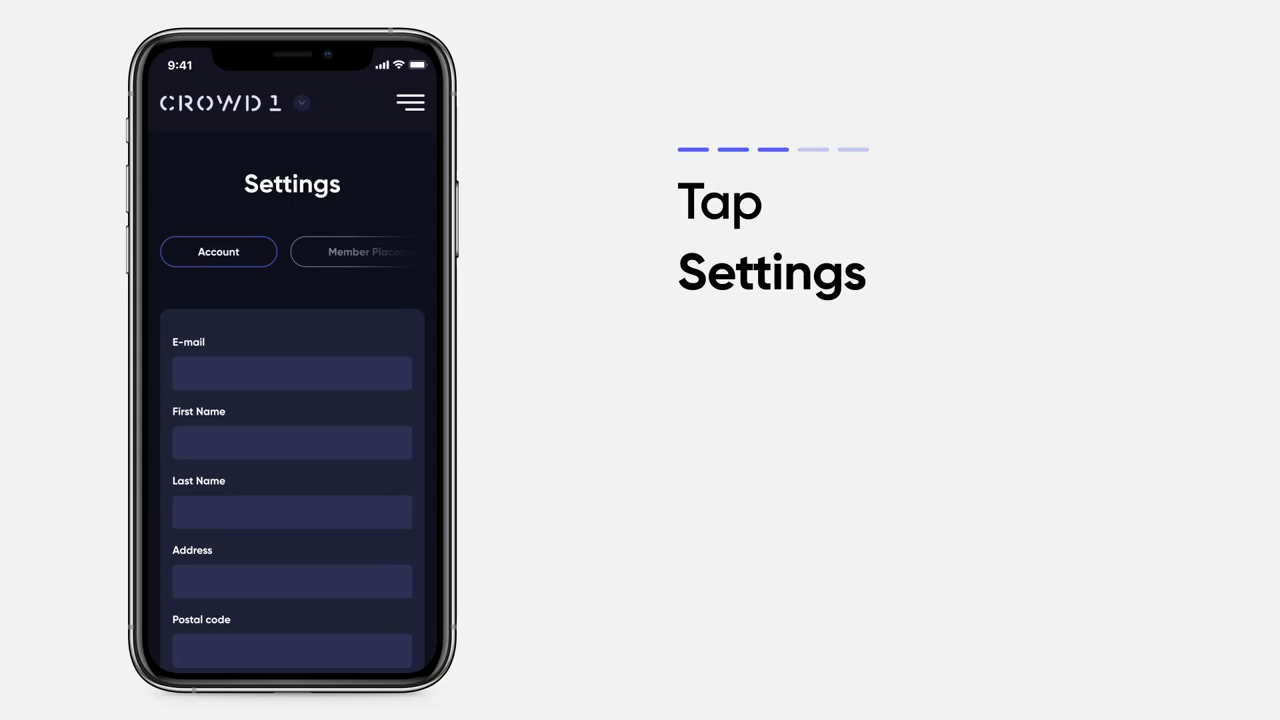 9:41
CROWD 1
Settings
Account
E-mail
First Name
Last Name
Address
Postal code
Tap
Settings